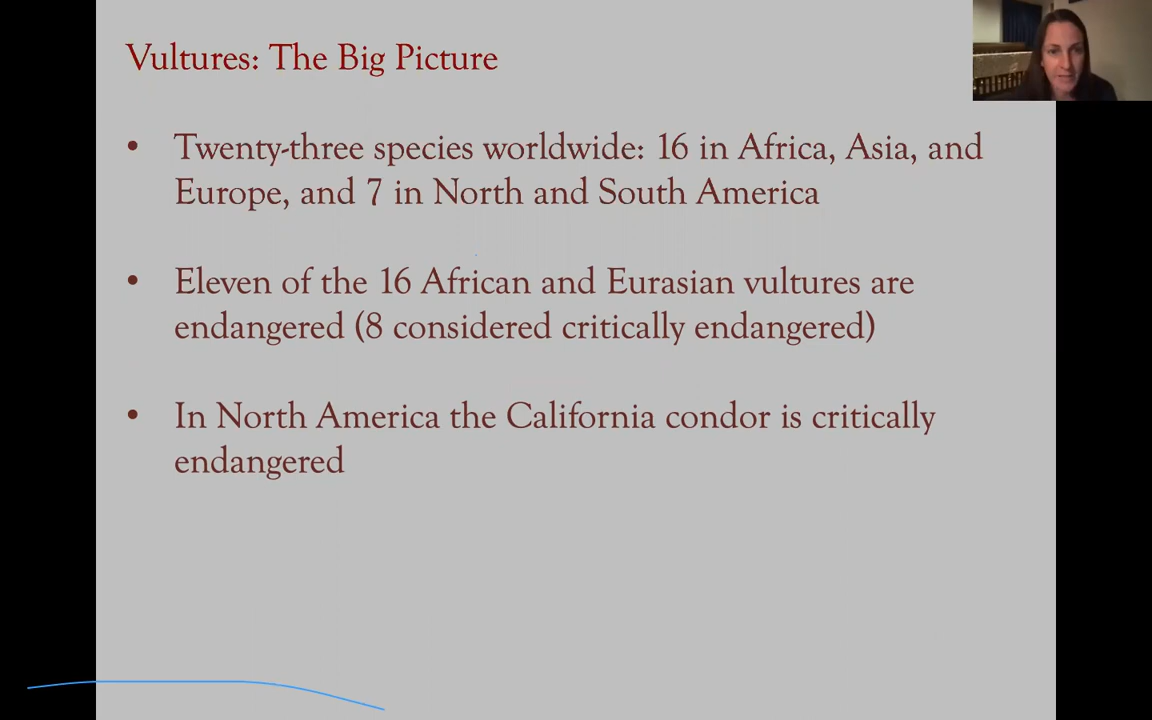 Vultures: The Big Picture
• Twenty-three species worldwide: 16 in Africa, Asia, and
Europe, and 7 in North and South America
• Eleven of the 16 African and Eurasian vultures are
endangered (8 considered critically endangered)
• In North America the California condor is critically
endangered